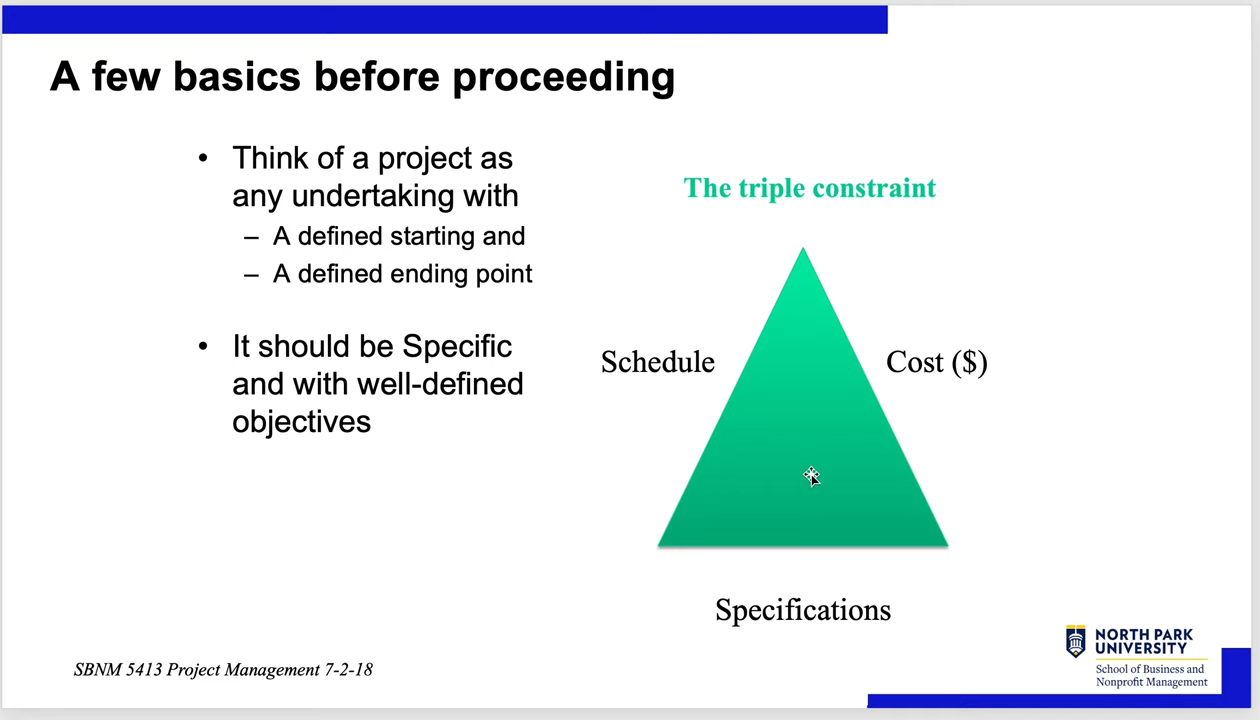 A few basics before proceeding
• Think of a project as
any undertaking with
– A defined starting and
– A defined ending point
• It should be Specific
and with well-defined
objectives
The triple constraint
Schedule
Cost ($)
Specifications
SBNM 5413 Project Management 7-2-18
NORTH PARK
UNIVERSITY
School of Business and
Nonprofit Management